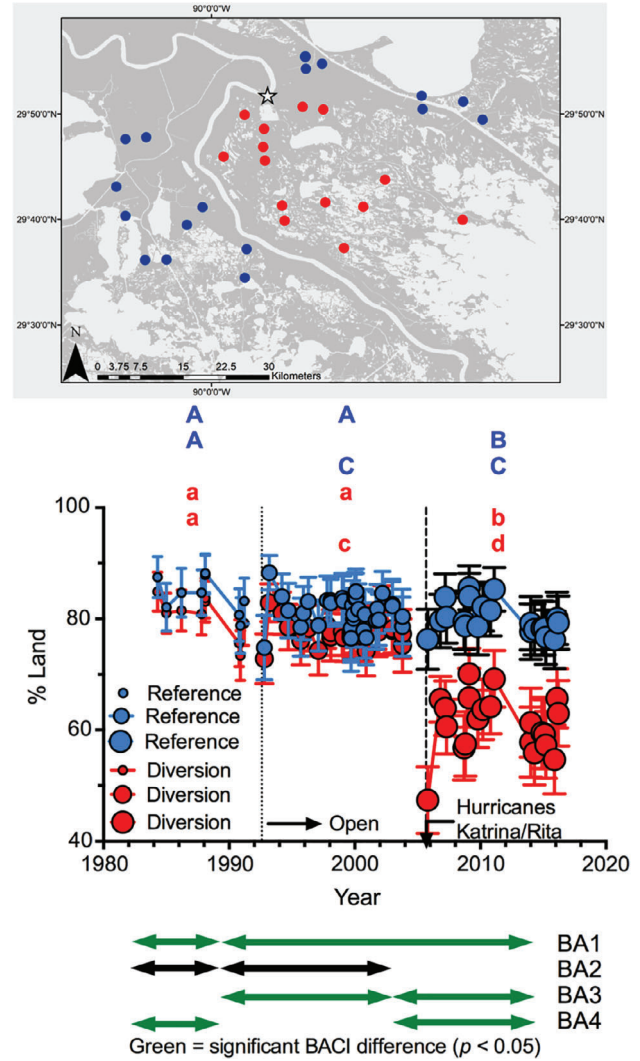 90°0'0"W
29°50'0"N 29°50'0"N
29°40'0"N 29°40'0"N
29°30'0"N 29°30'0"N
N
0 3.75 7.5 15 22.5 30
Kilometers
90°0'0"W
A A B
A C C
a a b
a c d
100
80
60
40
% Land
Reference
Reference
Reference
Diversion
Diversion
Diversion
Open
Hurricanes
Katrina/Rita
1980 1990 2000 2010 2020
Year
BA1
BA2
BA3
BA4
Green = significant BACI difference (p < 0.05)